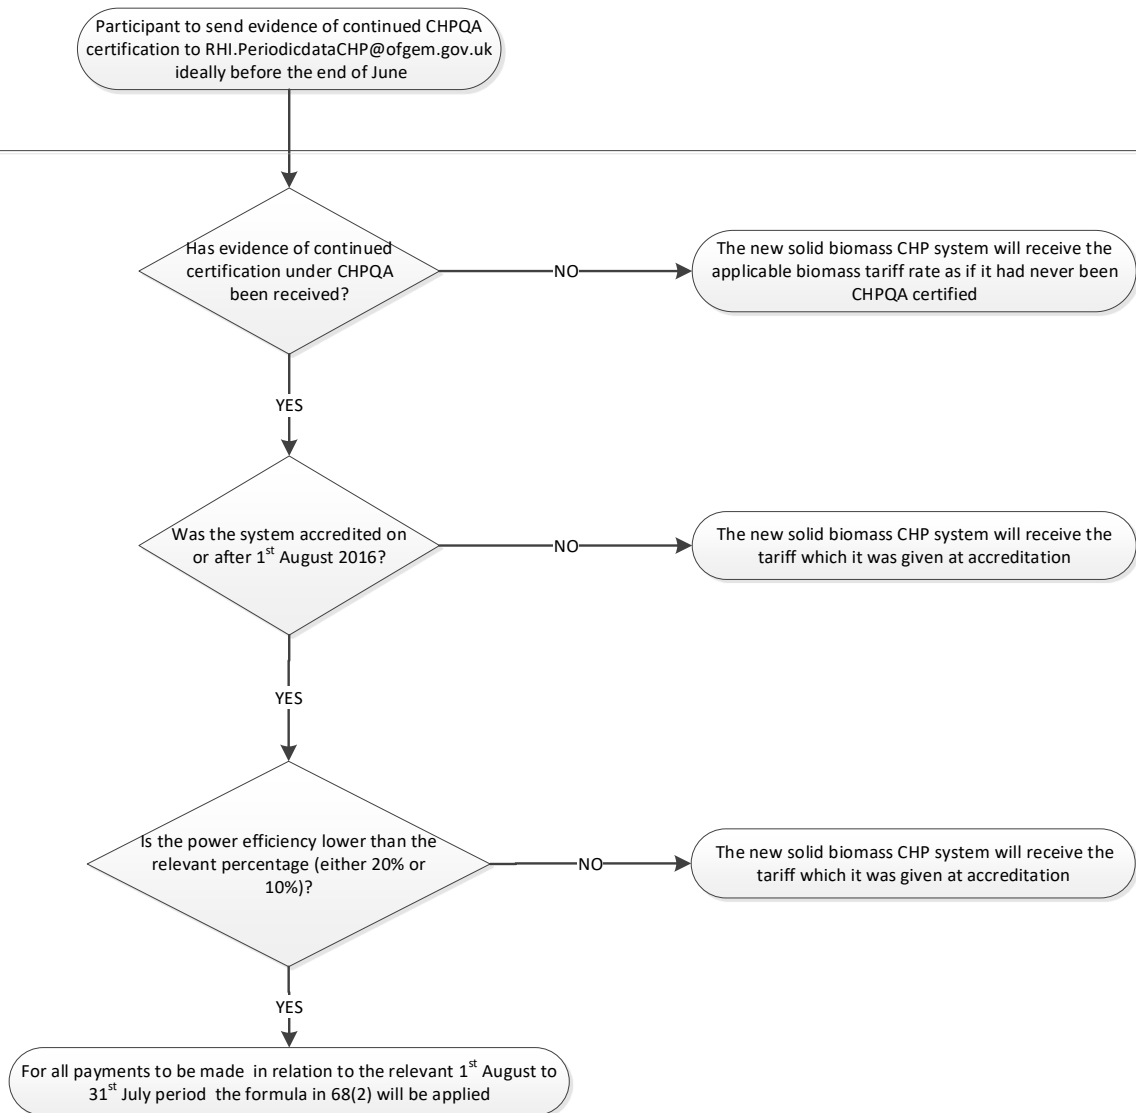 Participant to send evidence of continued CHPQA
certification to RHI.PeriodicdataCHP@ofgem.gov.uk
ideally before the end of June
Has evidence of continued
certification under CHPQA
been received?
NO
The new solid biomass CHP system will receive the
applicable biomass tariff rate as if it had never been
CHPQA certified
YES
Was the system accredited on
or after 1st August 2016?
NO
The new solid biomass CHP system will receive the
tariff which it was given at accreditation
YES
Is the power efficiency lower than the
relevant percentage (either 20% or
10%)?
NO
The new solid biomass CHP system will receive the
tariff which it was given at accreditation
YES
For all payments to be made in relation to the relevant 1st August to
31st July period the formula in 68(2) will be applied